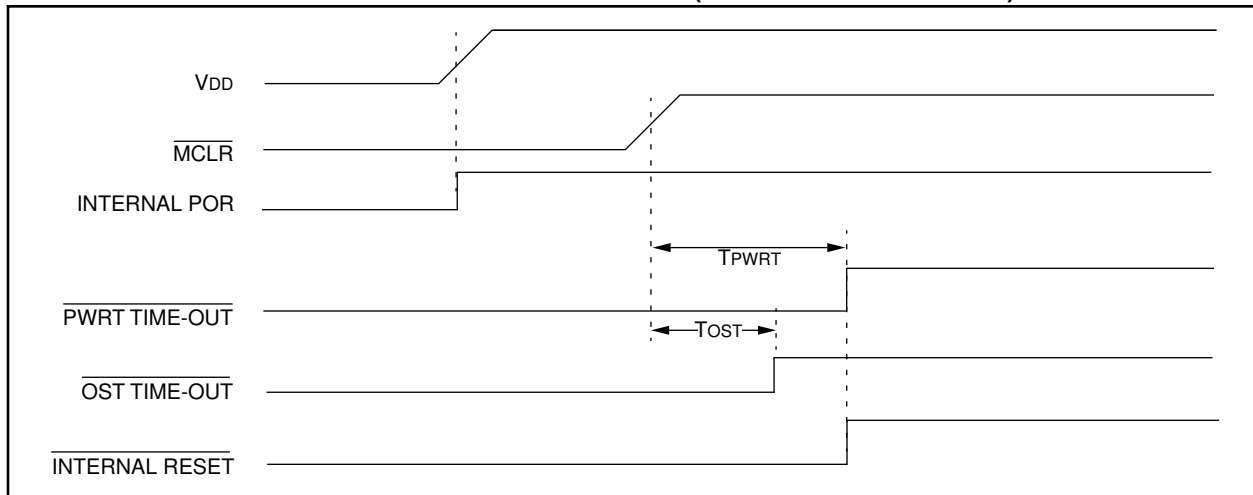 VDD
MCLR
INTERNAL POR
TPWRT
PWRT TIME-OUT
TOST
OST TIME-OUT
INTERNAL RESET